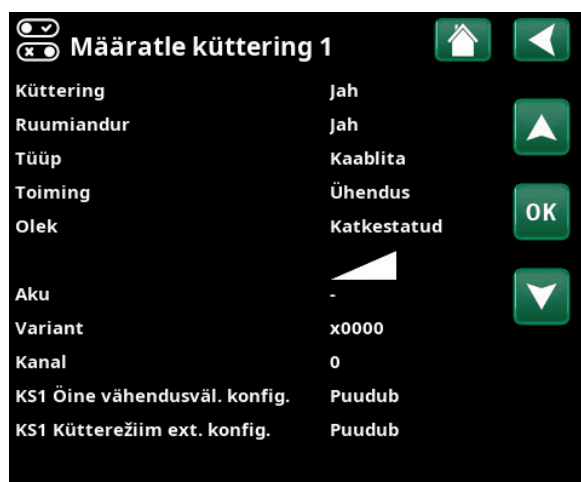 Määratle küttering 1
Küttering Jah
Ruumiandur Jah
Tüüp Kaablita
Toiming Ühendus
Olek Katkestatud
OK
Aku -
Variant x0000
Kanal 0
KS1 Öine vähendusväl. konfig. Puudub
KS1 Kütterežiim ext. konfig. Puudub